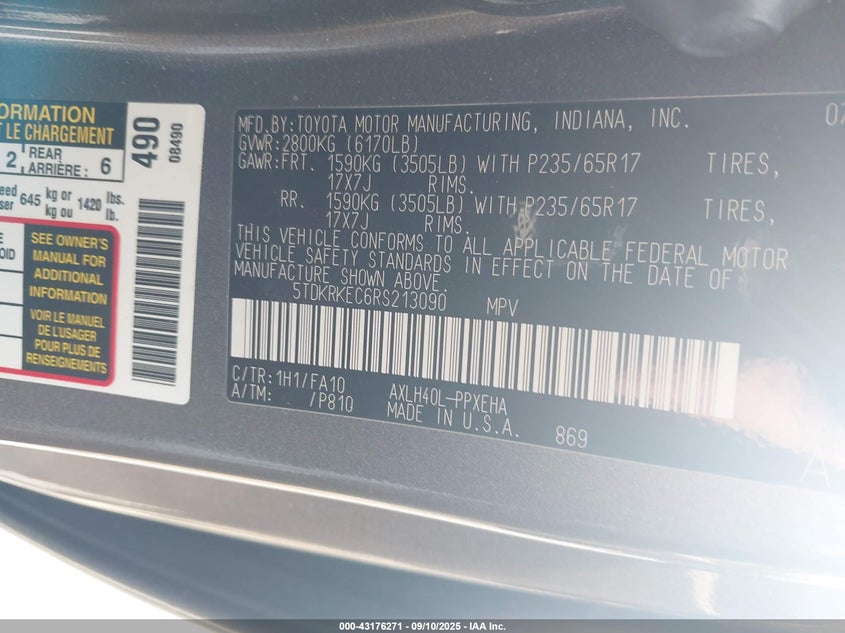 ORMATION
T LE CHARGEMENT
2 REAR ARRIÈRE: 6
645 kg or kg ou 1420 lbs. lb.
SEE OWNER'S
MANUAL FOR
ADDITIONAL
INFORMATION
VOIR LE MANUEL
DE L'USAGER
POUR PLUS DE
RENSEIGNEMENTS
490
08490
MFD.BY:TOYOTA MOTOR MANUFACTURING, INDIANA, INC. 07
GVWR:2800KG (6170LB)
GAWR:FRT. 1590KG (3505LB) WITH P235/65R17 TIRES,
17X7J RIMS.
RR. 1590KG (3505LB) WITH P235/65R17 TIRES,
17X7J RIMS.
THIS VEHICLE CONFORMS TO ALL APPLICABLE FEDERAL MOTOR
VEHICLE SAFETY STANDARDS IN EFFECT ON THE DATE OF
MANUFACTURE SHOWN ABOVE.
5TDKRKEC6RS213090 MPV
C/TR:1H1/FA10 AXLH40L-PPXEHA
A/TM: /P810 MADE IN U.S.A. 869
A
000-43176271 - 09/10/2025 - IAA Inc.